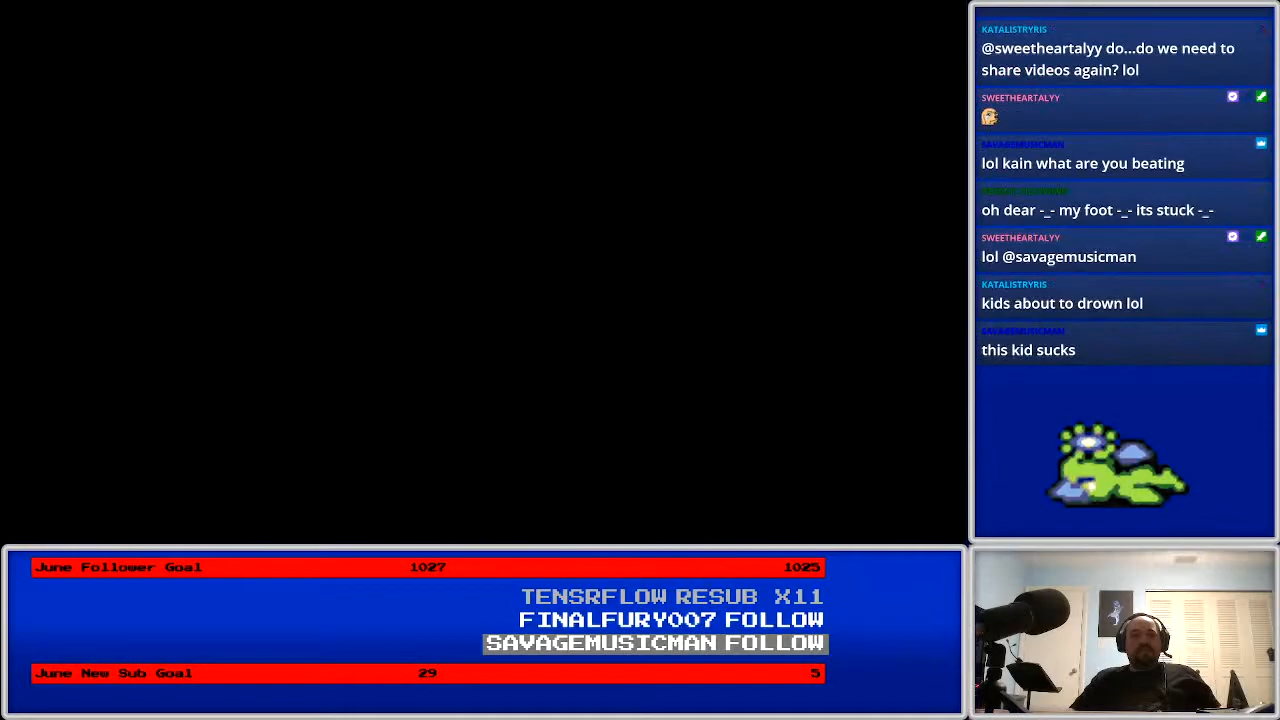 KATALISTRYRIS
@sweetheartalyy do...do we need to
share videos again? lol
SWEETHEARTALYY
SAVAGEMUSICMAN
lol kain what are you beating
oh dear -_- my foot -_- its stuck -_-
SWEETHEARTALYY
lol @savagemusicman
KATALISTRYRIS
kids about to drown lol
SAVAGEMUSICMAN
this kid sucks
June Follower Goal 1027 1025
TENSRFLOW RESUB X11
FINALFURY007 FOLLOW
SAVAGEMUSICMAN FOLLOW
June New Sub Goal 29 5